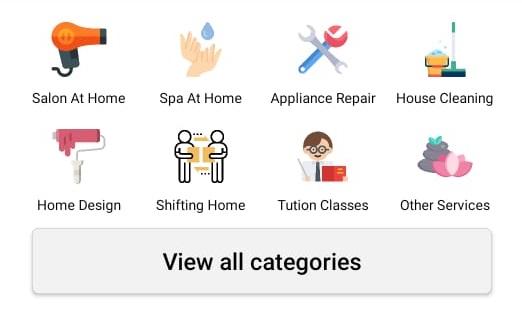 Salon At Home
Spa At Home
Appliance Repair
House Cleaning
Home Design
Shifting Home
Tution Classes
Other Services
View all categories